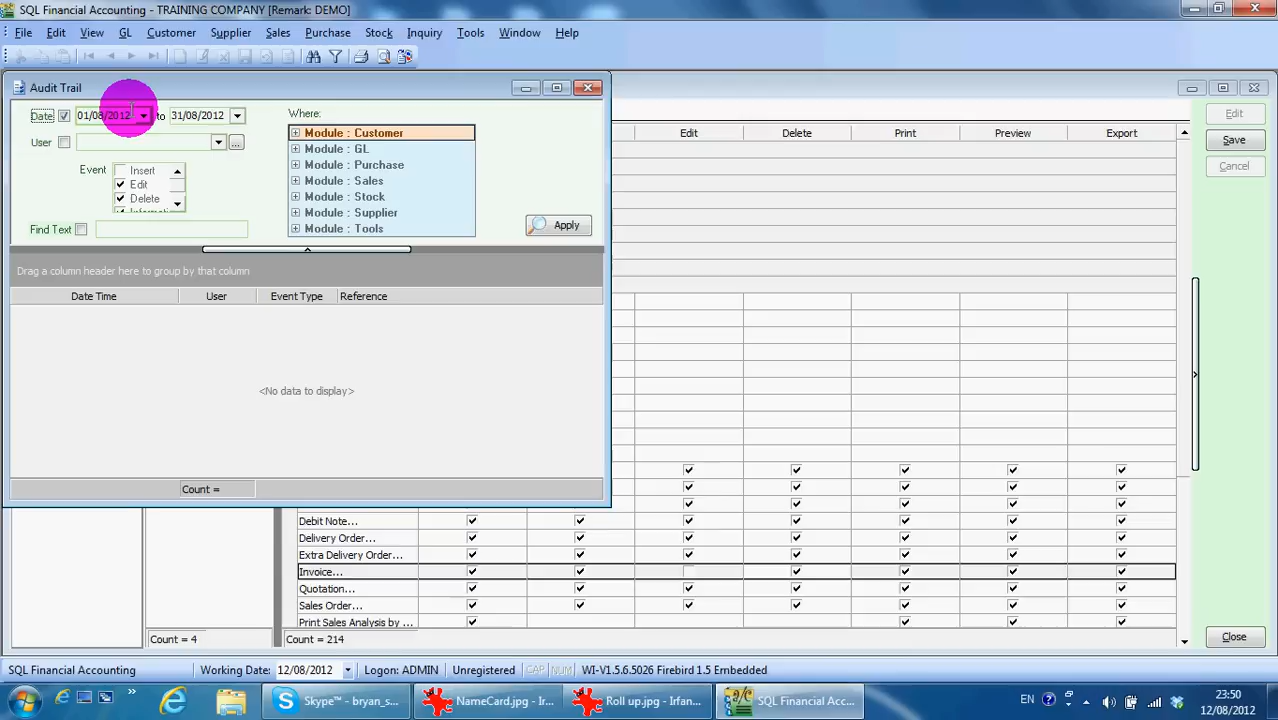 SQL Financial Accounting - TRAINING COMPANY [Remark: DEMO]
File Edit View GL Customer Supplier Sales Purchase Stock Inquiry Tools Window Help
Audit Trail
Date 01/08/2012 to 31/08/2012
Where:
User
Event Insert
Edit
Delete
Find Text
Module : Customer
Module : GL
Module : Purchase
Module : Sales
Module : Stock
Module : Supplier
Module : Tools
Apply
Drag a column header here to group by that column
Date Time User Event Type Reference
<No data to display>
Count =
Edit Delete Print Preview Export
Edit
Save
Cancel
Debit Note...
Delivery Order...
Extra Delivery Order...
Invoice...
Quotation...
Sales Order...
Print Sales Analysis by ...
Count = 4
Count = 214
Close
SQL Financial Accounting Working Date: 12/08/2012 Logon: ADMIN Unregistered CAP NUM WI-V1.5.6.5026 Firebird 1.5 Embedded
Skype™ - bryan_s... NameCard.jpg - Ir... Roll up.jpg - Irfan... SQL Financial Acc... EN 23:50
12/08/2012